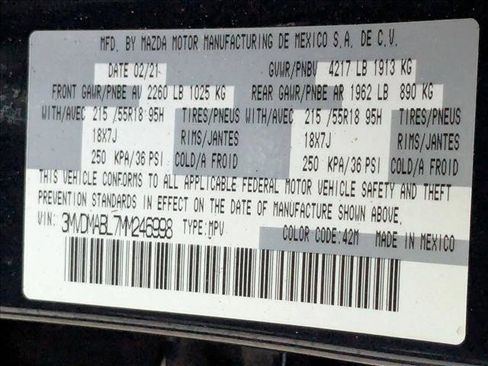 MFD. BY MAZDA MOTOR MANUFACTURING DE MEXICO S.A. DE C.V.
DATE 02/21 GVWR/PNBV 4217 LB 1913 KG
FRONT GAWR/PNBE AV 2260 LB 1025 KG REAR GAWR/PNBE AR 1962 LB 890 KG
WITH/AVEC 215 /55R18 95H TIRES/PNEUS WITH/AVEC 215 /55R18 95H TIRES/PNEUS
18X7J RIMS/JANTES 18X7J RIMS/JANTES
250 KPA/36 PSI COLD/A FROID 250 KPA/36 PSI COLD/A FROID
THIS VEHICLE CONFORMS TO ALL APPLICABLE FEDERAL MOTOR VEHICLE SAFETY AND THEFT
PREVENTION STANDARDS IN EFFECT ON THE DATE OF MANUFACTURE SHOWN ABOVE.
VIN: 3MVDMABL7MM246998 TYPE:MPV
COLOR CODE:42M MADE IN MEXICO